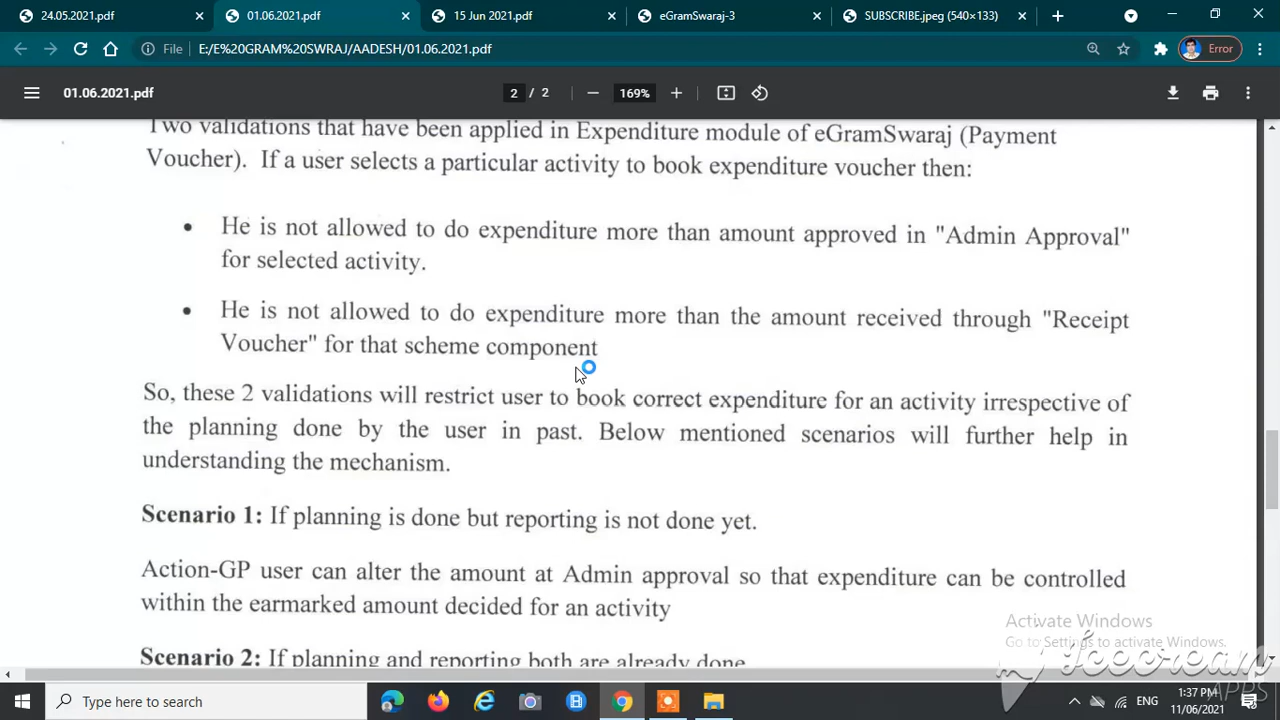 24.05.2021.pdf
01.06.2021.pdf
15 Jun 2021.pdf
eGramSwaraj-3
SUBSCRIBE.jpeg (540×133)
File
E:/E%20GRAM%20SWRAJ/AADESH/01.06.2021.pdf
Error
01.06.2021.pdf
2 / 2
169%
Two validations that have been applied in Expenditure module of eGramSwaraj (Payment
Voucher). If a user selects a particular activity to book expenditure voucher then:
• He is not allowed to do expenditure more than amount approved in "Admin Approval"
for selected activity.
• He is not allowed to do expenditure more than the amount received through "Receipt
Voucher" for that scheme component
So, these 2 validations will restrict user to book correct expenditure for an activity irrespective of
the planning done by the user in past. Below mentioned scenarios will further help in
understanding the mechanism.
Scenario 1: If planning is done but reporting is not done yet.
Action-GP user can alter the amount at Admin approval so that expenditure can be controlled
within the earmarked amount decided for an activity
Scenario 2: If planning and reporting both are already done
Activate Windows
Go to Settings to activate Windows.
Icecream
APPS
Type here to search
ENG
1:37 PM
11/06/2021